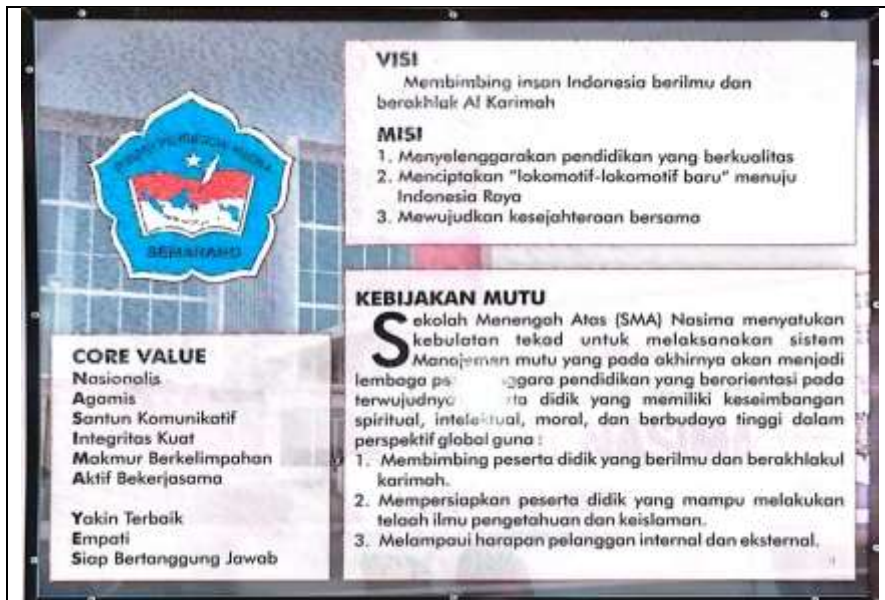 VISI
Membimbing insan Indonesia berilmu dan
berakhlak Al Karimah
MISI
1. Menyelenggarakan pendidikan yang berkualitas
2. Menciptakan "lokomotif-lokomotif baru" menuju
Indonesia Raya
3. Mewujudkan kesejahteraan bersama
SEMARANG
KEBIJAKAN MUTU
Sekolah Menengah Atas (SMA) Nasima menyatukan
kebulatan tekad untuk melaksanakan sistem
Manajemen mutu yang pada akhirnya akan menjadi
lembaga ggara pendidikan yang berorientasi pada
terwujudnya didik yang memiliki keseimbangan
spiritual, intelektual, moral, dan berbudaya tinggi dalam
perspektif global guna :
1. Membimbing peserta didik yang berilmu dan berakhlakul
karimah.
2. Mempersiapkan peserta didik yang mampu melakukan
telaah ilmu pengetahuan dan keislaman.
3. Melampaui harapan pelanggan internal dan eksternal.
CORE VALUE
Nasionalis
Agamis
Santun Komunikatif
Integritas Kuat
Makmur Berkelimpahan
Aktif Bekerjasama
Yakin Terbaik
Empati
Siap Bertanggung Jawab